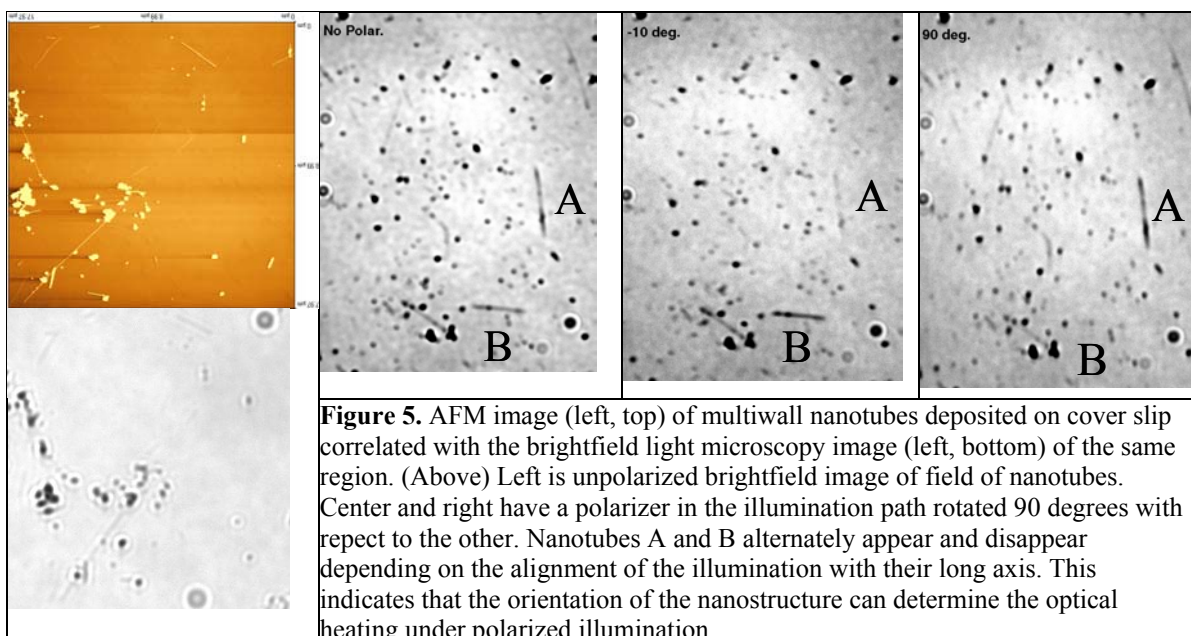 No Polar.
-10 deg.
90 deg.
A
A
A
B
B
B
Figure 5. AFM image (left, top) of multiwall nanotubes deposited on cover slip
correlated with the brightfield light microscopy image (left, bottom) of the same
region. (Above) Left is unpolarized brightfield image of field of nanotubes.
Center and right have a polarizer in the illumination path rotated 90 degrees with
repect to the other. Nanotubes A and B alternately appear and disappear
depending on the alignment of the illumination with their long axis. This
indicates that the orientation of the nanostructure can determine the optical
heating under polarized illumination